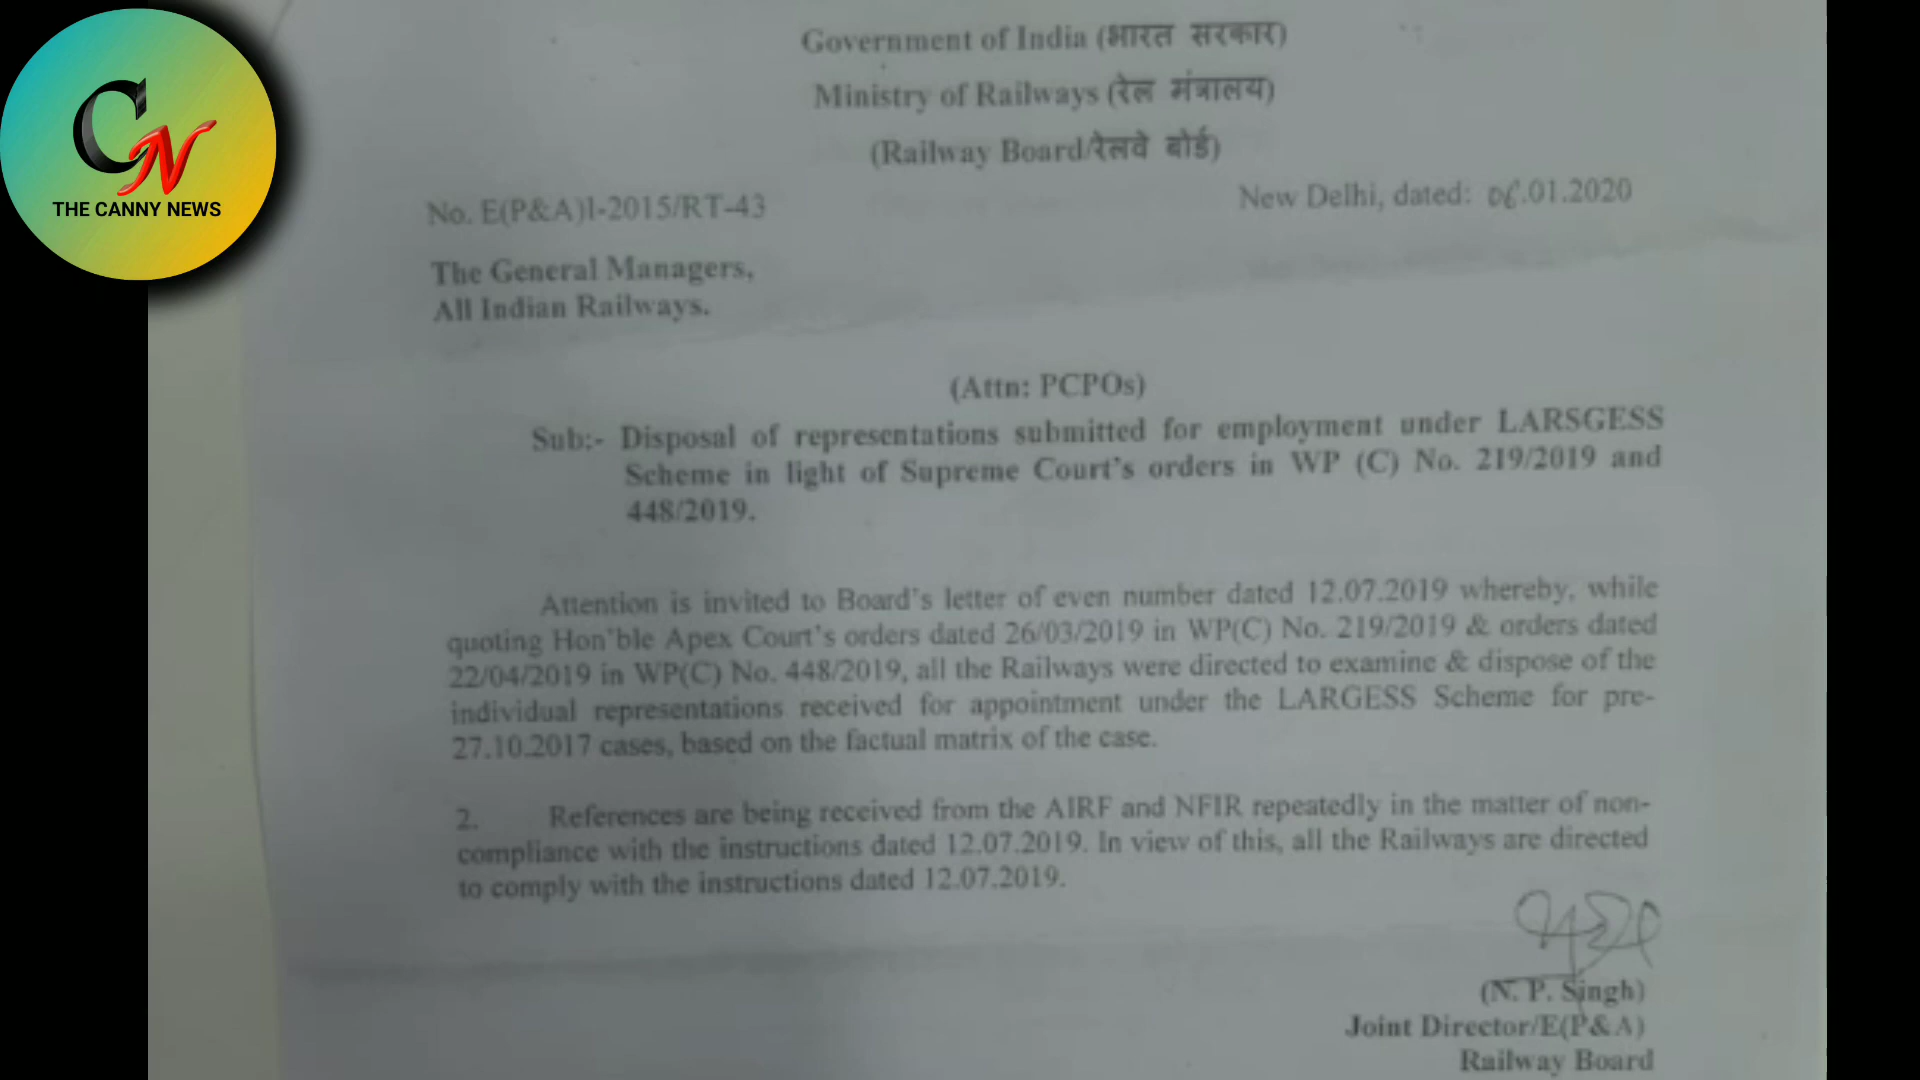 CN
THE CANNY NEWS
Government of India (भारत सरकार)
Ministry of Railways (रेल मंत्रालय)
(Railway Board/रेलवे बोर्ड)
No. E(P&A)I-2015/RT-43
New Delhi, dated: 06.01.2020
The General Managers,
All Indian Railways.
(Attn: PCPOs)
Sub:- Disposal of representations submitted for employment under LARSGESS
Scheme in light of Supreme Court's orders in WP (C) No. 219/2019 and
448/2019.
Attention is invited to Board's letter of even number dated 12.07.2019 whereby, while
quoting Hon'ble Apex Court's orders dated 26/03/2019 in WP(C) No. 219/2019 & orders dated
22/04/2019 in WP(C) No. 448/2019, all the Railways were directed to examine & dispose of the
individual representations received for appointment under the LARGESS Scheme for pre-
27.10.2017 cases, based on the factual matrix of the case.
2. References are being received from the AIRF and NFIR repeatedly in the matter of non-
compliance with the instructions dated 12.07.2019. In view of this, all the Railways are directed
to comply with the instructions dated 12.07.2019.
(N. P. Singh)
Joint Director/E(P&A)
Railway Board